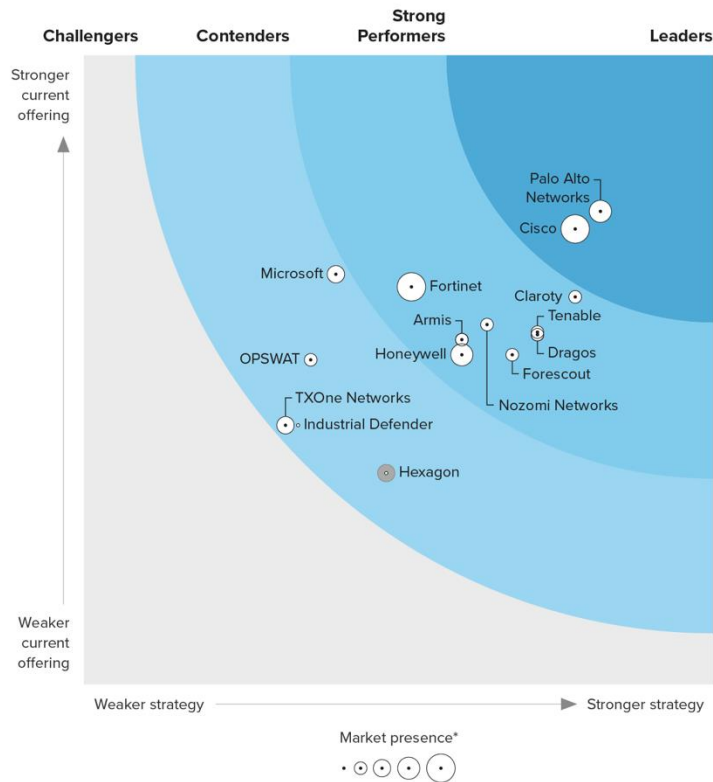 Strong
Challengers Contenders Performers Leaders
Stronger
current
offering
Palo Alto
Networks
Cisco
Microsoft
Fortinet
Claroty
Armis
Tenable
Honeywell
Dragos
OPSWAT
Forescout
TXOne Networks
Nozomi Networks
Industrial Defender
Hexagon
Weaker
current
offering
Weaker strategy
Stronger strategy
Market presence*